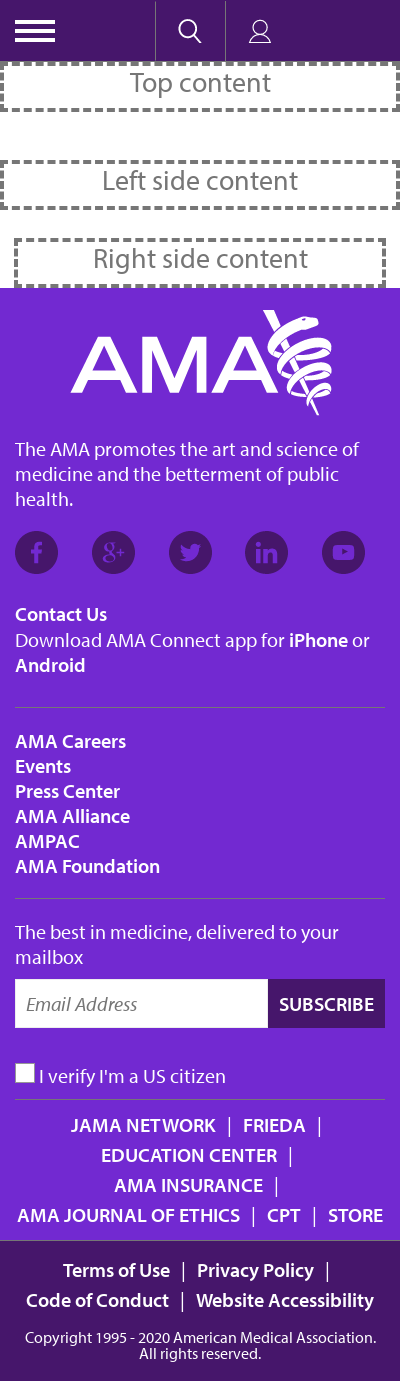 Top content
Left side content
Right side content
AMA
The AMA promotes the art and science of
medicine and the betterment of public
health.
Contact Us
Download AMA Connect app for iPhone or
Android
AMA Careers
Events
Press Center
AMA Alliance
AMPAC
AMA Foundation
The best in medicine, delivered to your
mailbox
Email Address SUBSCRIBE
I verify I'm a US citizen
JAMA NETWORK | FRIEDA |
EDUCATION CENTER |
AMA INSURANCE |
AMA JOURNAL OF ETHICS | CPT | STORE
Terms of Use | Privacy Policy |
Code of Conduct | Website Accessibility
Copyright 1995 - 2020 American Medical Association.
All rights reserved.